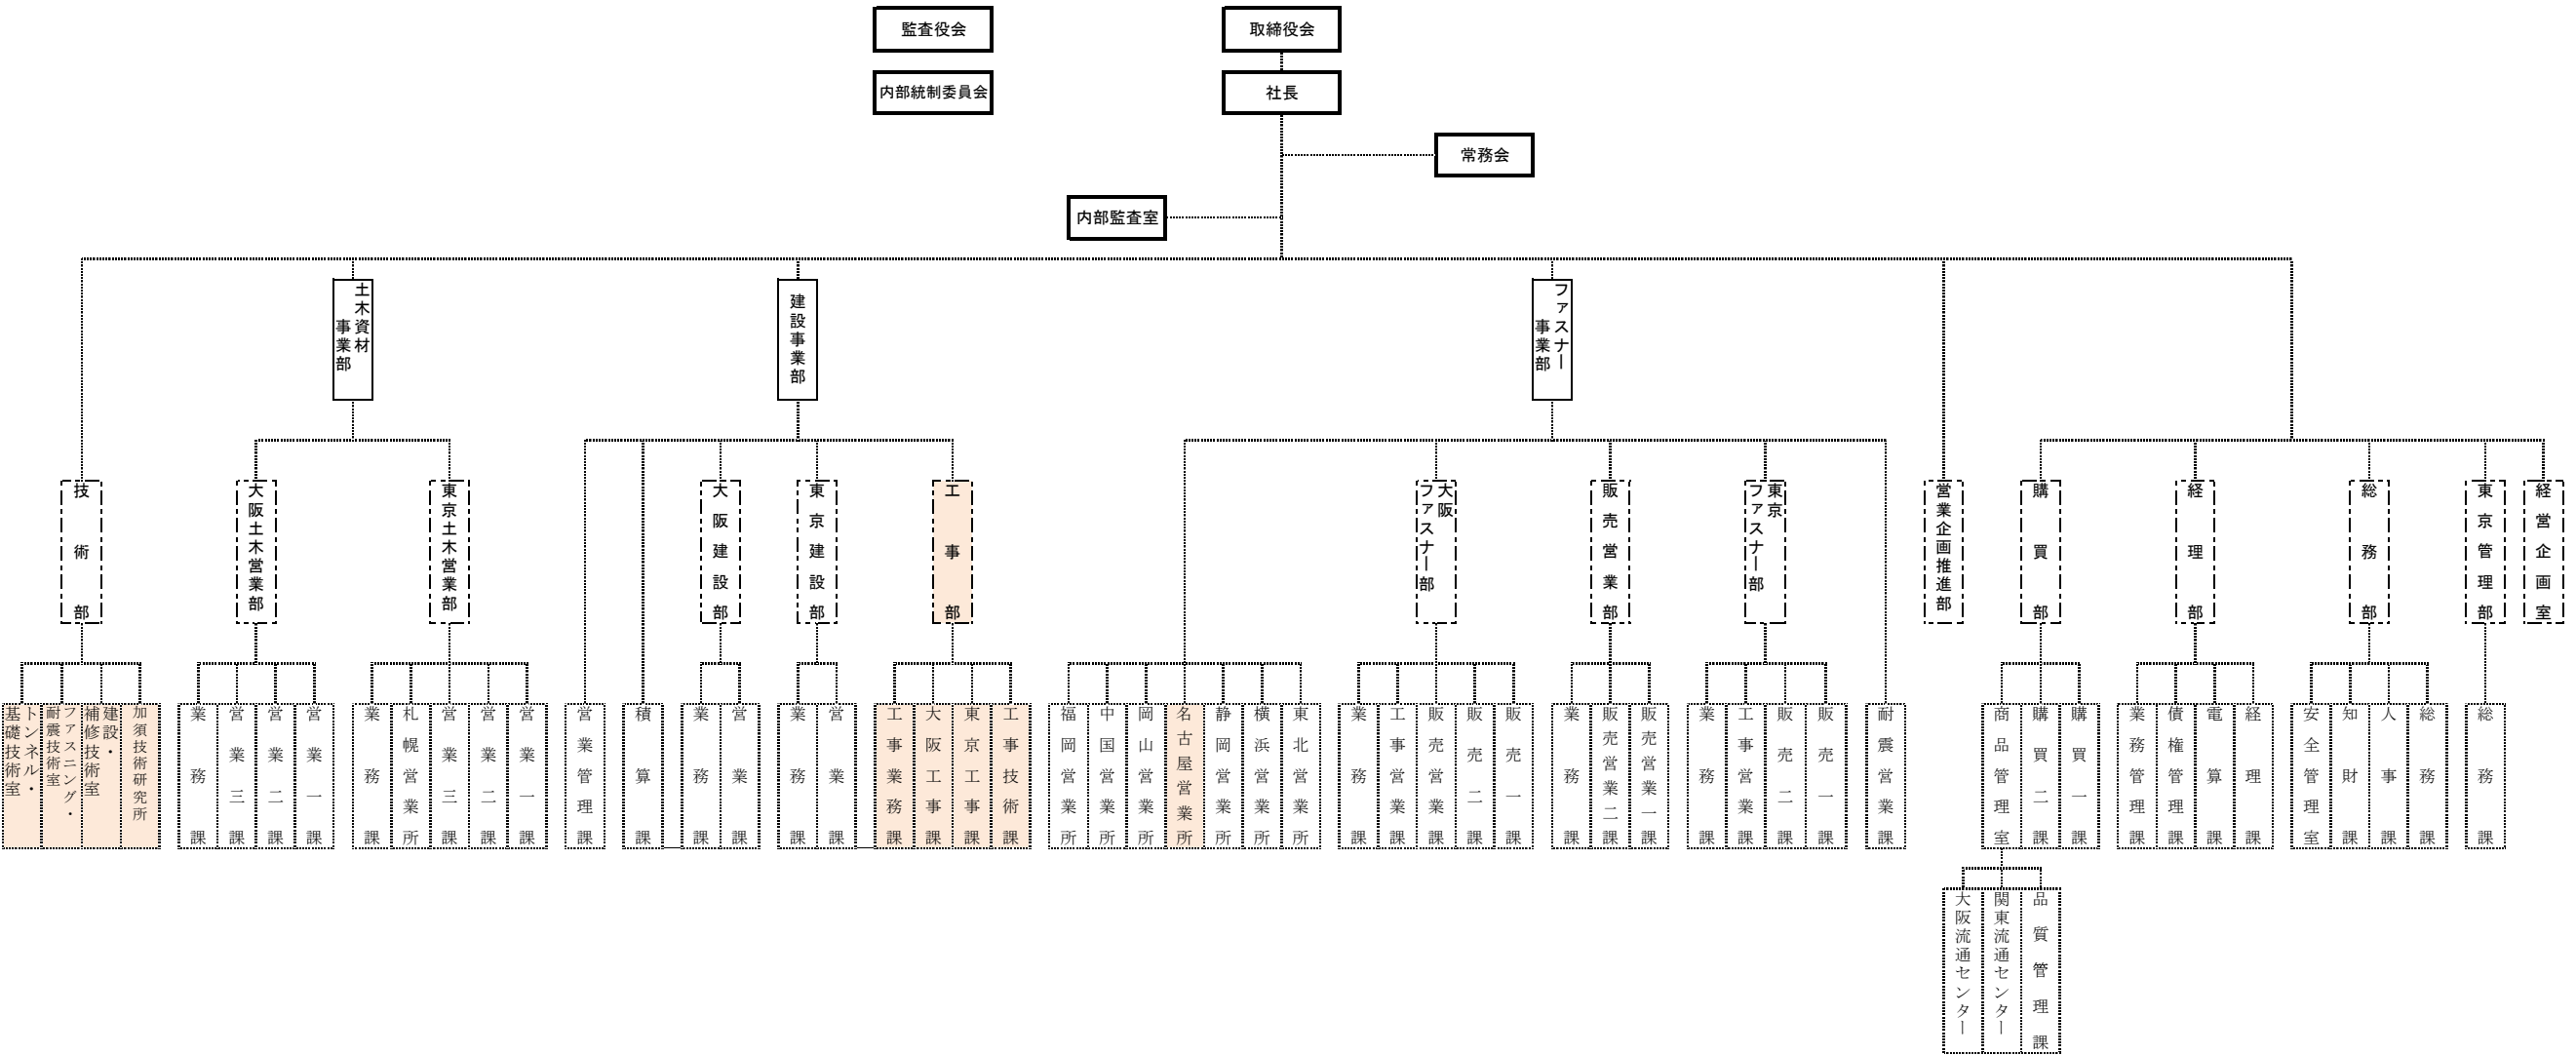 監査役会
取締役会
内部統制委員会
社長
常務会
内部監査室
土木資材
事業部
建設事業部
ファスナー
事業部
技術部
大阪土木営業部
東京土木営業部
大阪建設部
東京建設部
工事部
大阪
ファスナー部
販売営業部
東京
ファスナー部
営業企画推進部
購買部
経理部
総務部
東京管理部
経営企画室
トンネル・
基礎技術室
ファスニング・
耐震技術室
建設・
補修技術室
加須技術研究所
業務課
営業三課
営業二課
営業一課
業務課
札幌営業所
営業三課
営業二課
営業一課
営業管理課
積算課
業務課
営業課
業務課
営業課
工事業務課
大阪工事課
東京工事課
工事技術課
福岡営業所
中国営業所
岡山営業所
名古屋営業所
静岡営業所
横浜営業所
東北営業所
業務課
工事営業課
販売営業課
販売二課
販売一課
業務課
販売営業二課
販売営業一課
業務課
工事営業課
販売二課
販売一課
耐震営業課
商品管理室
購買二課
購買一課
業務管理課
債権管理課
電算課
経理課
安全管理室
知財課
人事課
総務課
総務課
大阪流通センター
関東流通センター
品質管理課